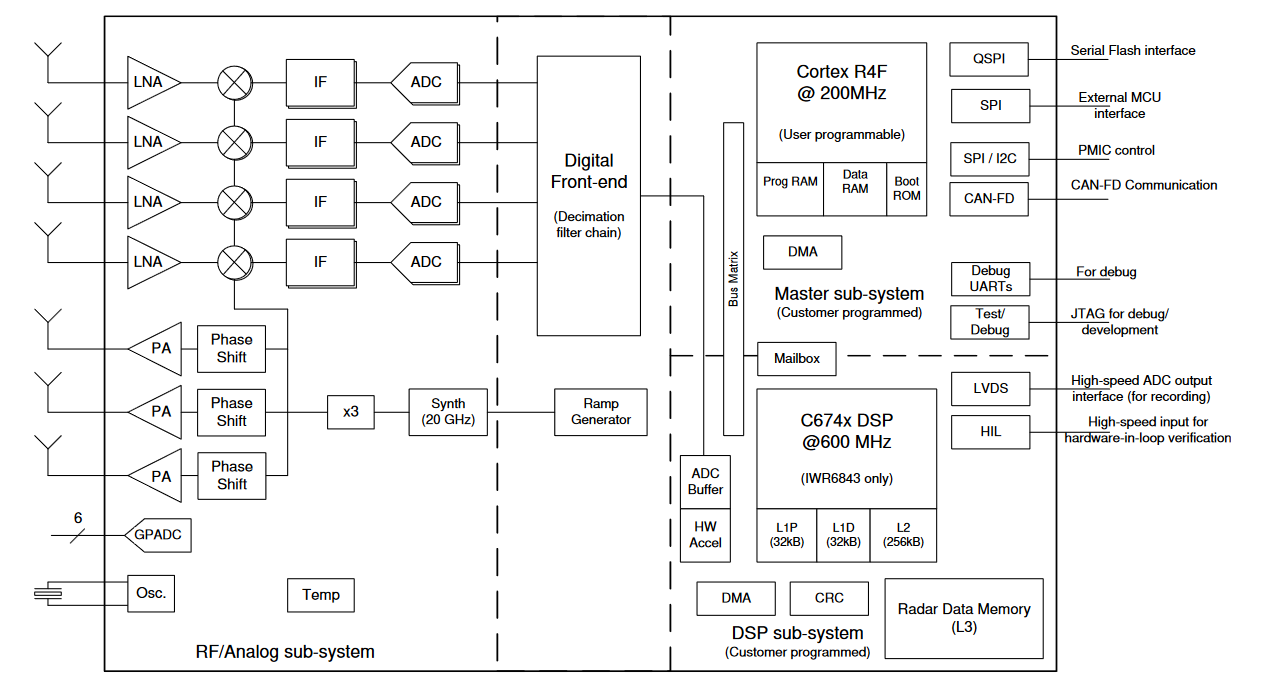 LNA
IF
ADC
LNA
IF
ADC
LNA
IF
ADC
LNA
IF
ADC
PA
Phase
Shift
PA
Phase
Shift
PA
Phase
Shift
x3
Synth
(20 GHz)
Ramp
Generator
6
GPADC
Osc.
Temp
RF/Analog sub-system
Digital
Front-end
(Decimation
filter chain)
ADC
Buffer
HW
Accel
Bus Matrix
Cortex R4F
@ 200MHz
(User programmable)
Prog RAM
Data
RAM
Boot
ROM
DMA
Master sub-system
(Customer programmed)
Mailbox
C674x DSP
@600 MHz
(IWR6843 only)
L1P
(32kB)
L1D
(32kB)
L2
(256kB)
DMA
CRC
DSP sub-system
(Customer programmed)
Radar Data Memory
(L3)
QSPI
Serial Flash interface
SPI
External MCU
interface
SPI / I2C
PMIC control
CAN-FD
CAN-FD Communication
Debug
UARTs
For debug
Test/
Debug
JTAG for debug/
development
LVDS
High-speed ADC output
interface (for recording)
HIL
High-speed input for
hardware-in-loop verification